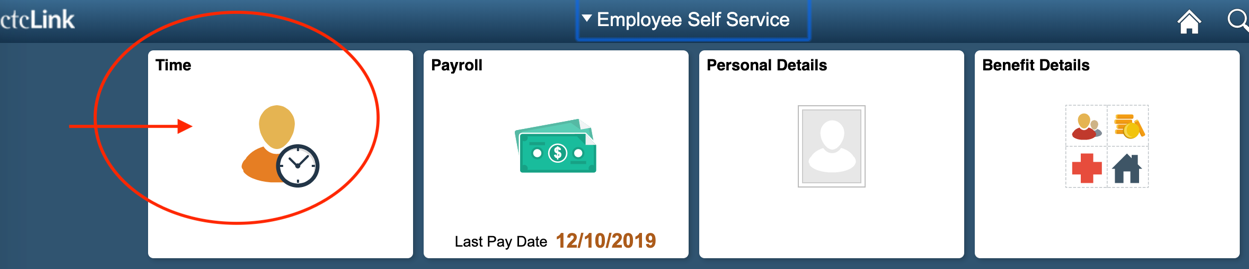 ctcLink
Employee Self Service
Time
Payroll
Personal Details
Benefit Details
$
Last Pay Date 12/10/2019